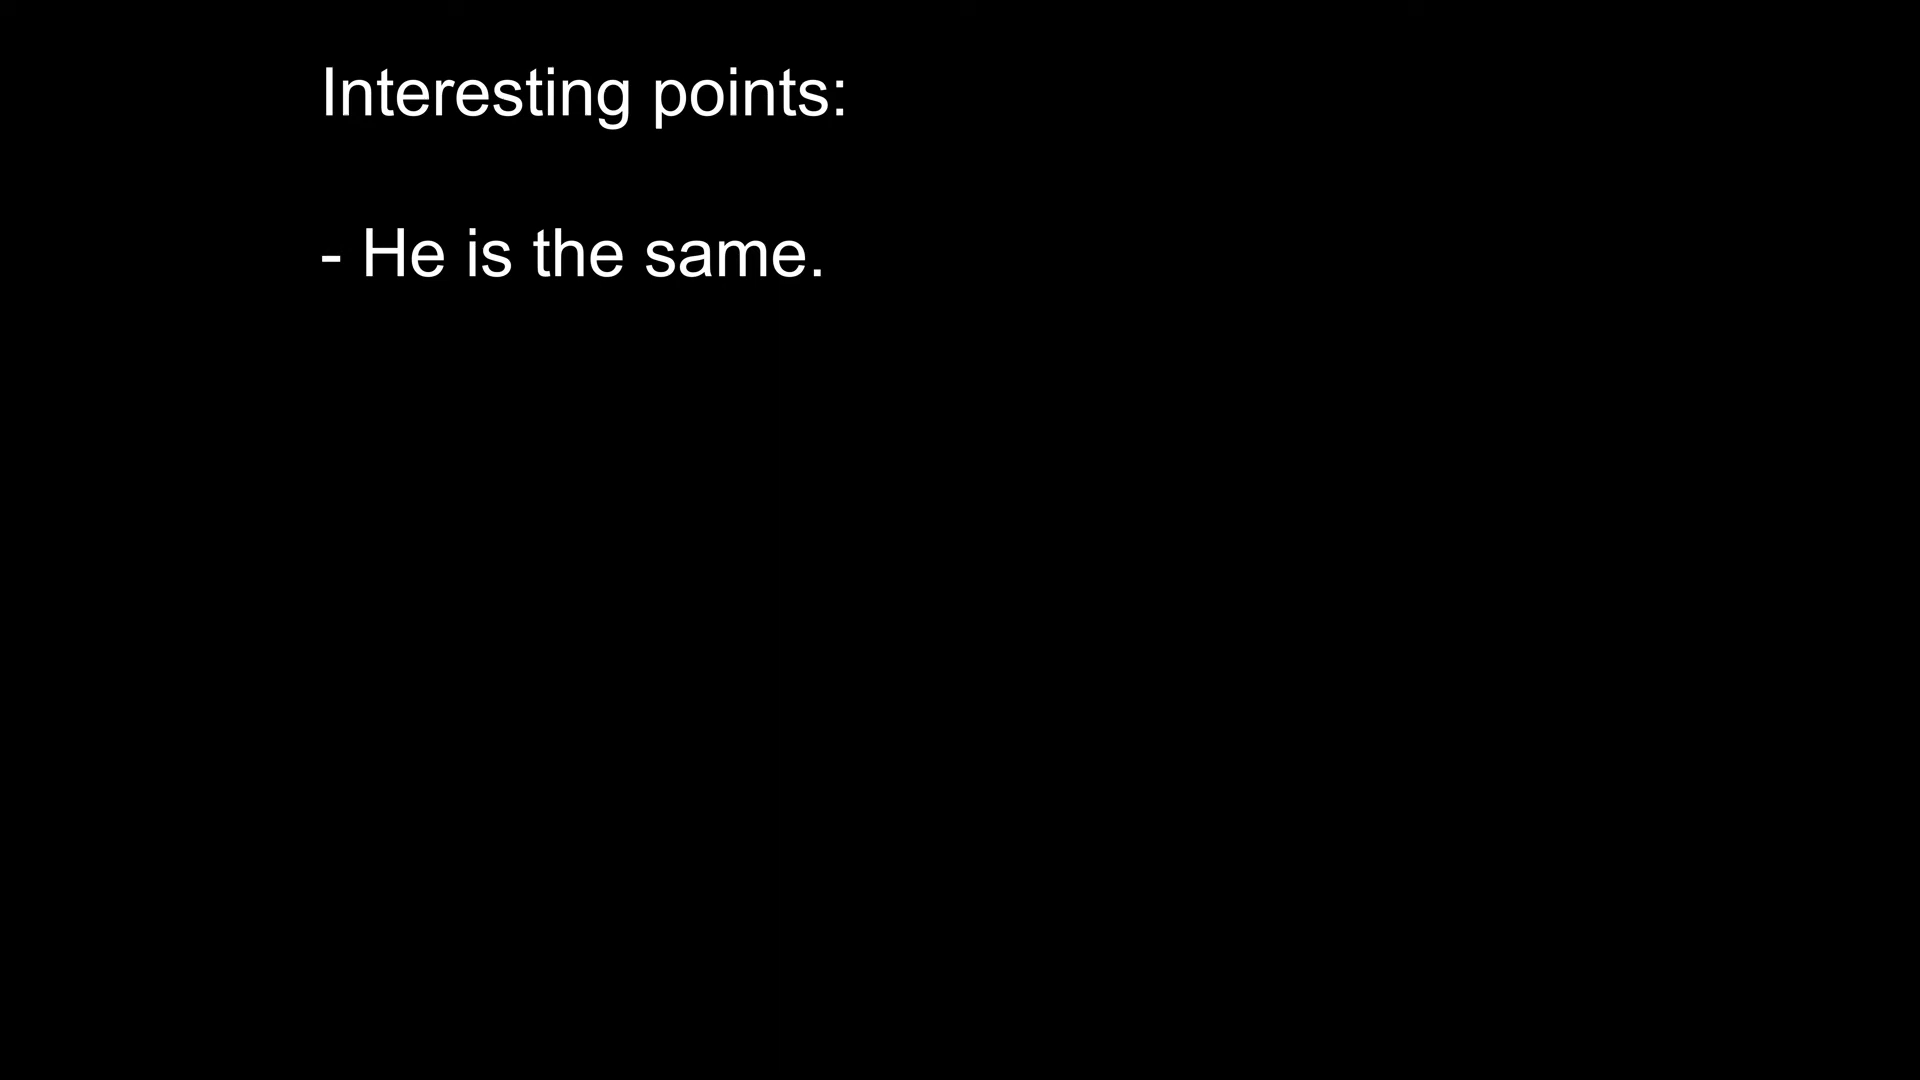 Interesting points:
- He is the same.